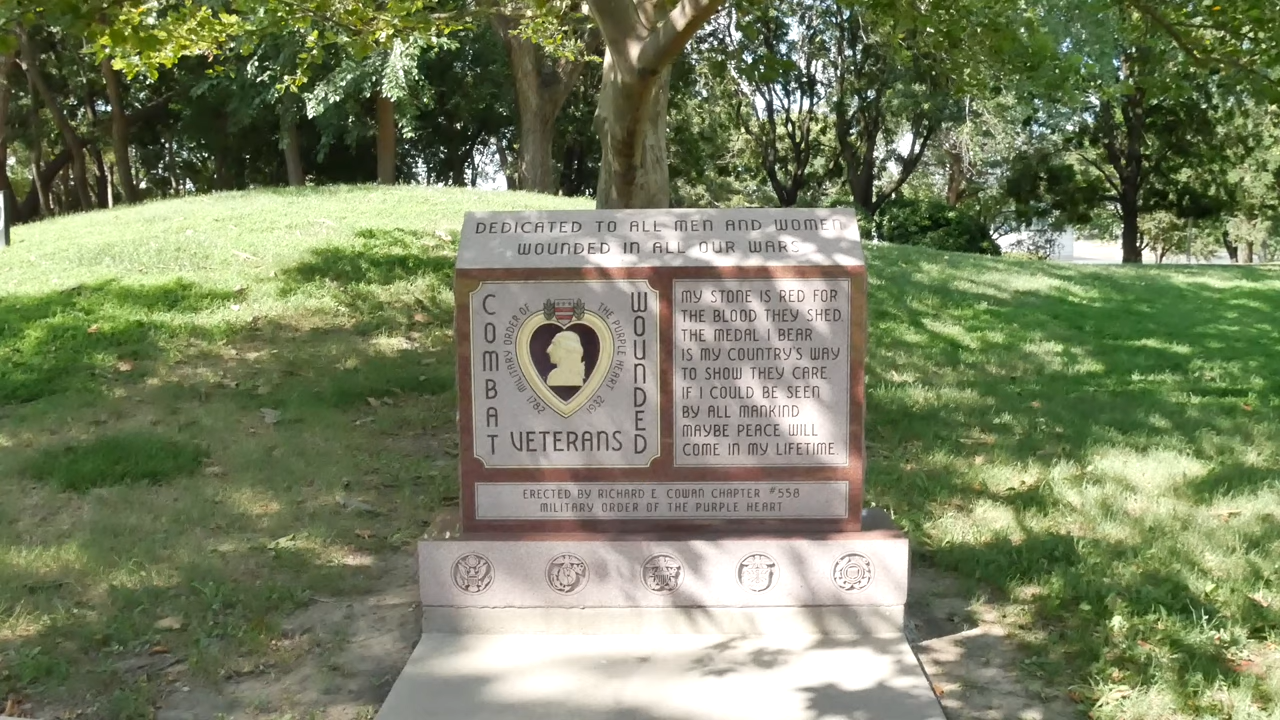 DEDICATED TO ALL MEN AND WOMEN
WOUNDED IN ALL OUR WARS
COMBAT
WOUNDED
VETERANS
MILITARY ORDER OF
THE PURPLE HEART
1782
1932
MY STONE IS RED FOR
THE BLOOD THEY SHED.
THE MEDAL I BEAR
IS MY COUNTRY'S WAY
TO SHOW THEY CARE.
IF I COULD BE SEEN
BY ALL MANKIND
MAYBE PEACE WILL
COME IN MY LIFETIME.
ERECTED BY RICHARD E. COWAN CHAPTER #558
MILITARY ORDER OF THE PURPLE HEART